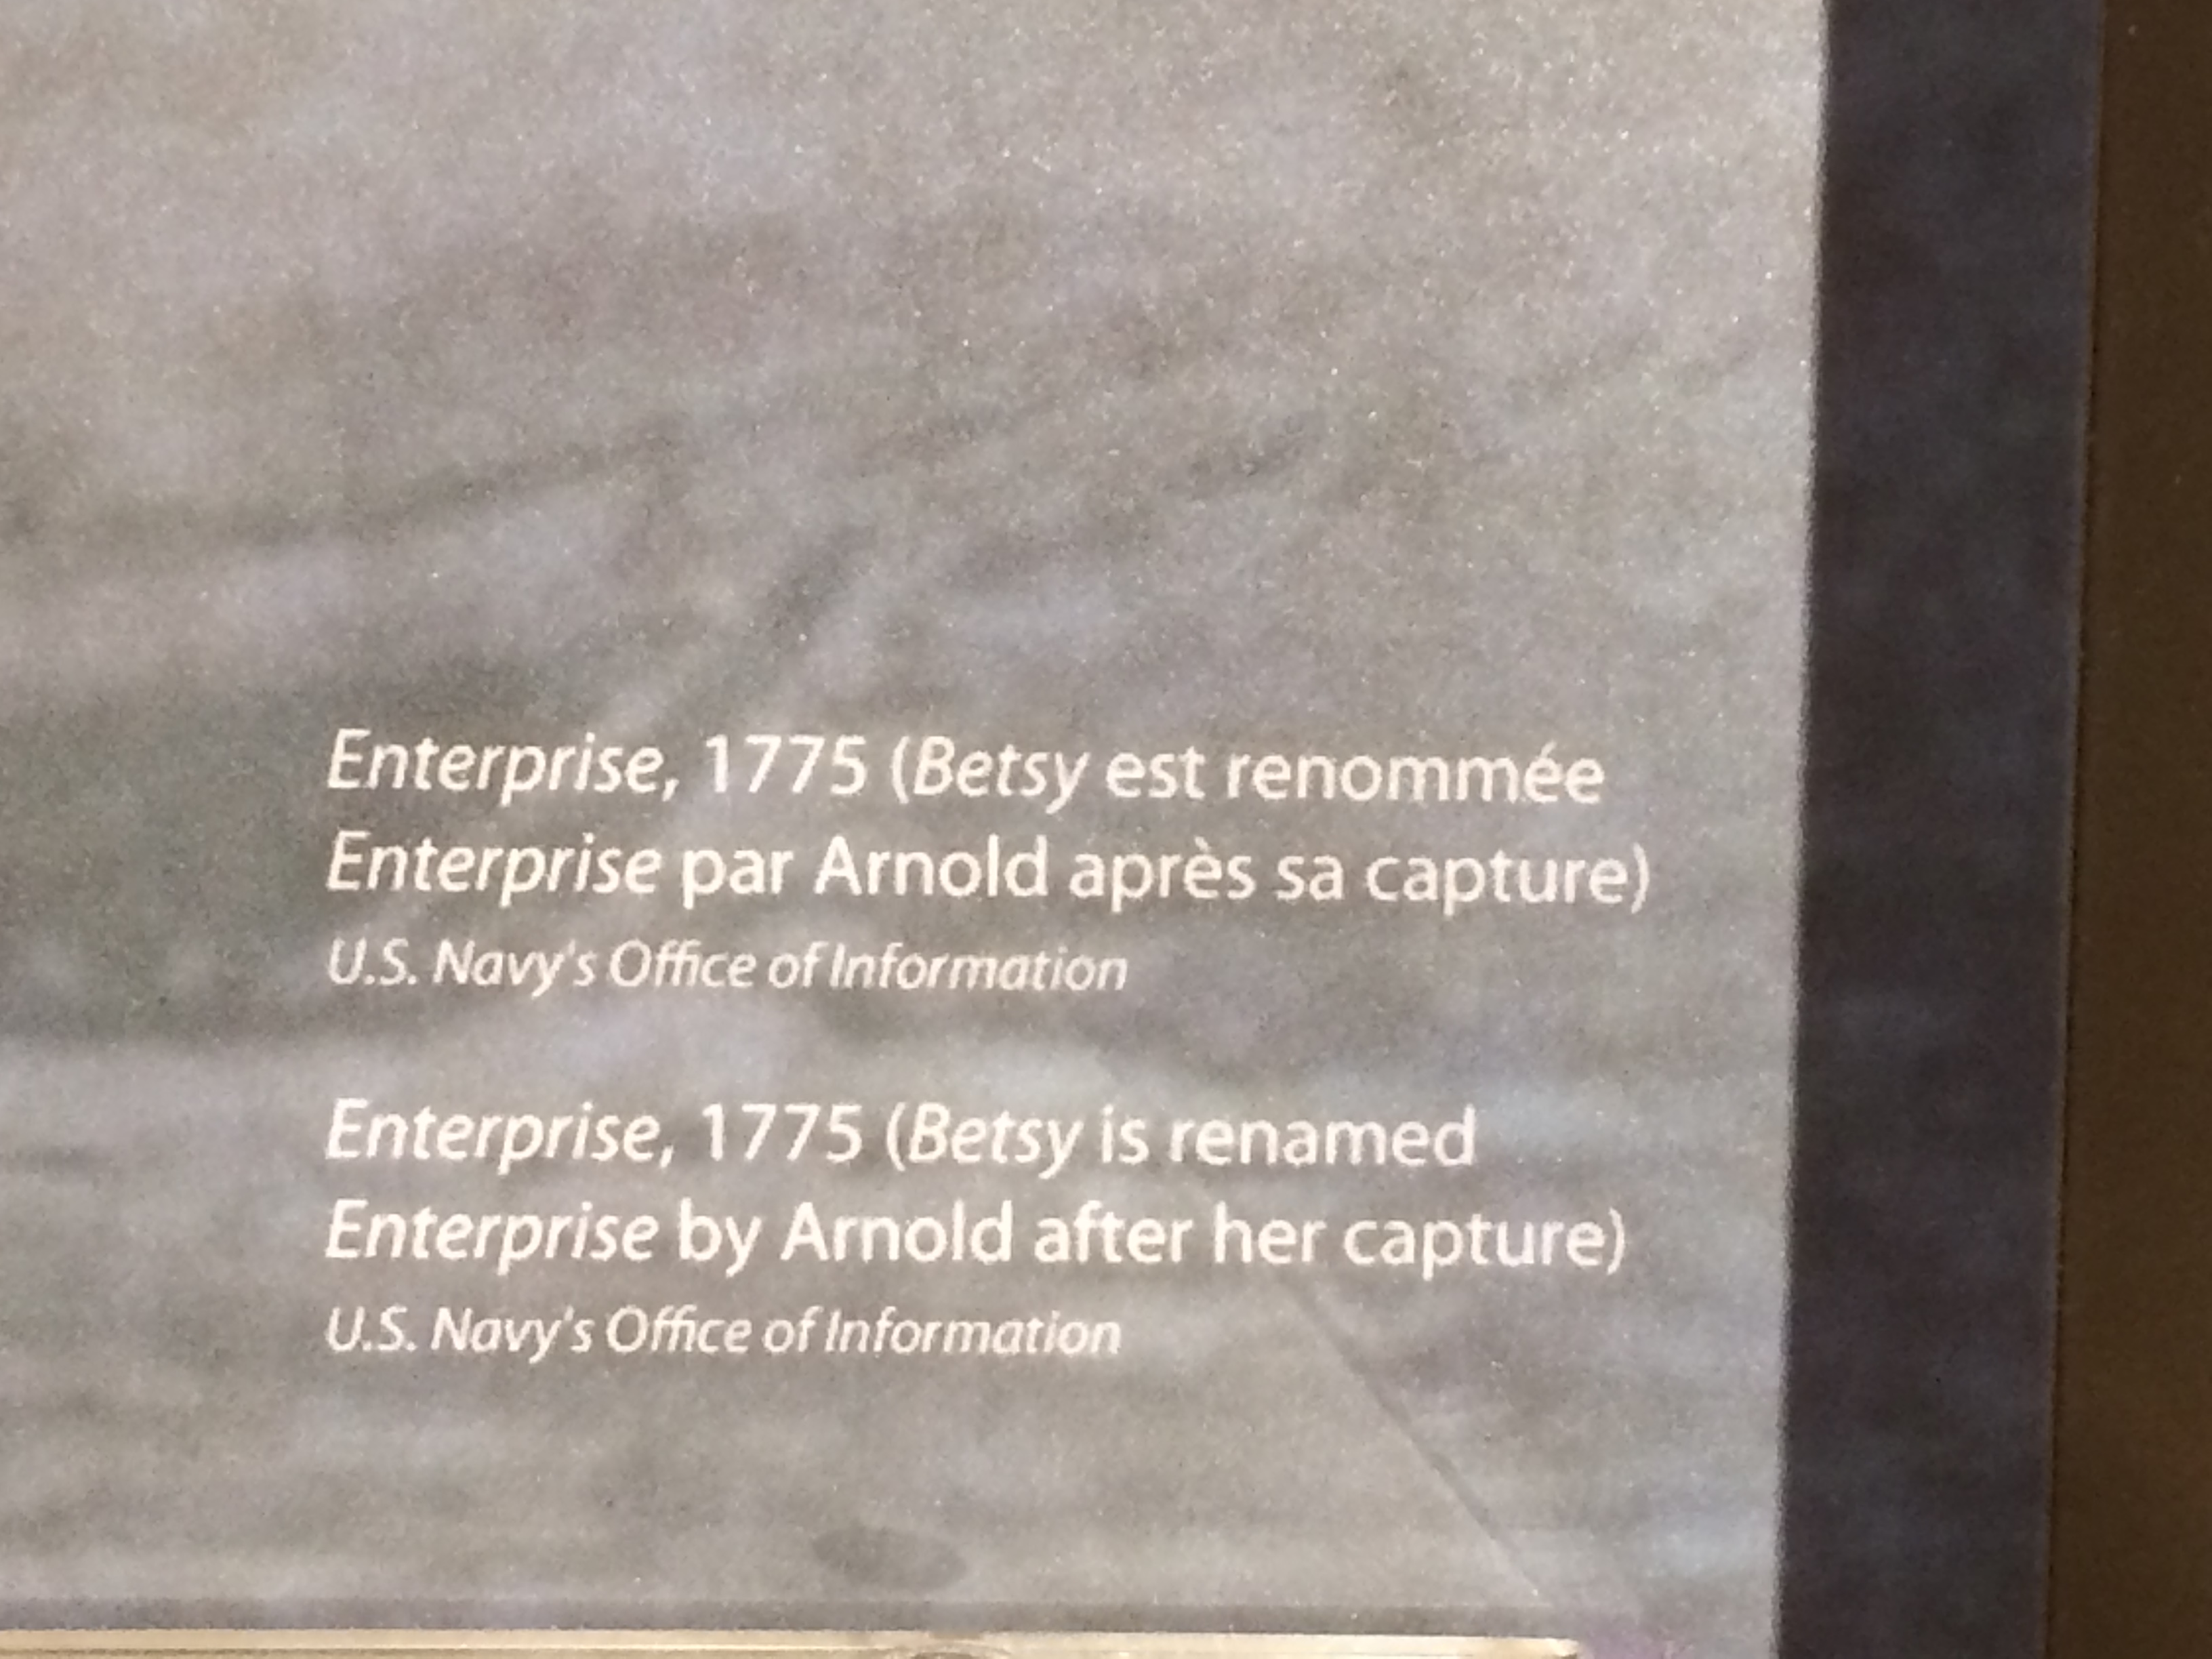 Enterprise, 1775 (Betsy est renommée
Enterprise par Arnold après sa capture)
U.S. Navy's Office of Information
Enterprise, 1775 (Betsy is renamed
Enterprise by Arnold after her capture)
U.S. Navy's Office of Information